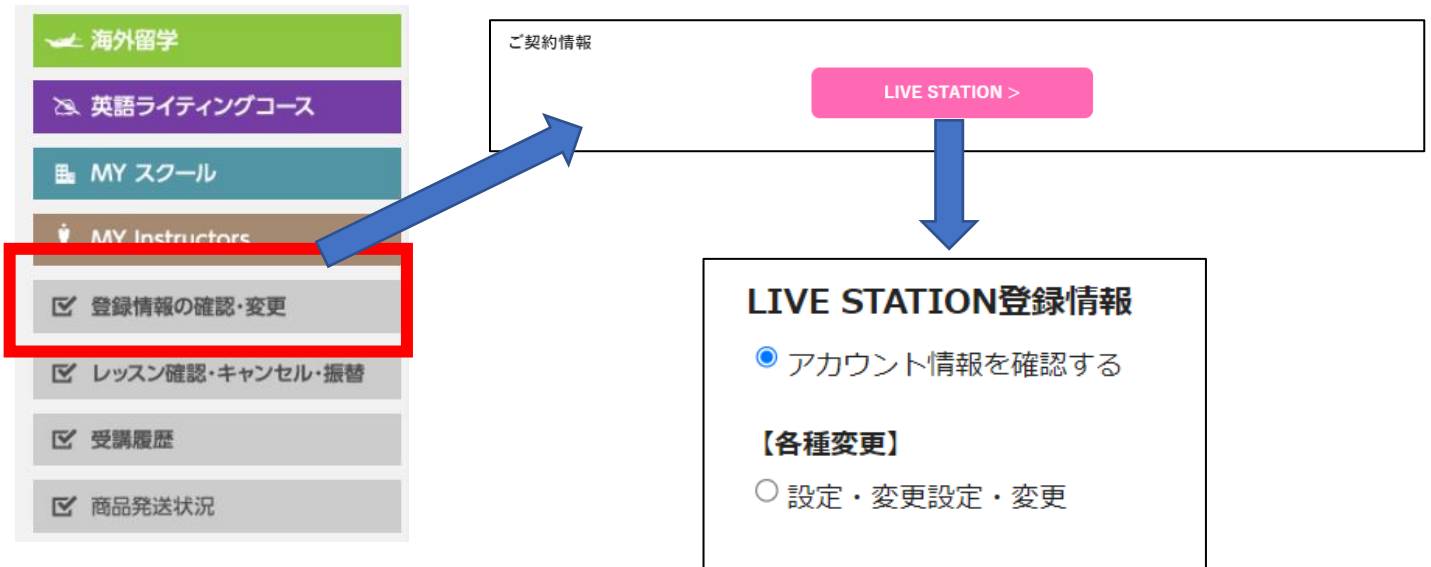 海外留学
英語ライティングコース
MY スクール
MY Instructors
登録情報の確認・変更
レッスン確認・キャンセル・振替
受講履歴
商品発送状況
ご契約情報
LIVE STATION >
LIVE STATION登録情報
アカウント情報を確認する
【各種変更】
設定・変更設定・変更